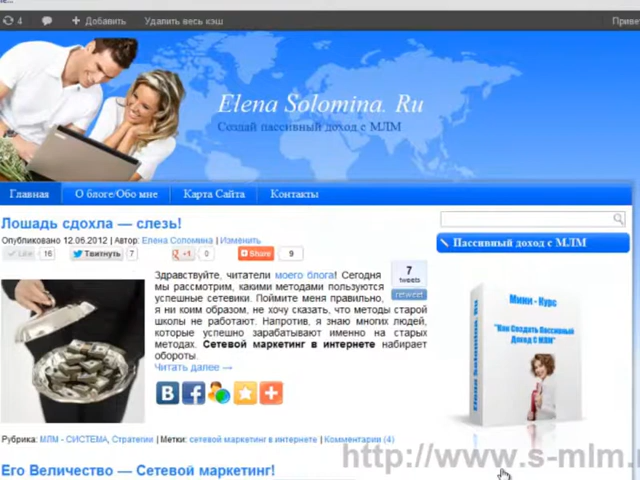 4 Добавить Удалить весь кэш
Elena Solomina. Ru
Создай пассивный доход с МЛМ
Главная О блоге/Обо мне Карта Сайта Контакты
Лошадь сдохла — слезь!
Опубликовано 12.06.2012 | Автор: Елена Соломина | Изменить
Like 16 Твитнуть 7 +1 0 Share 9
Здравствуйте, читатели моего блога! Сегодня
мы рассмотрим, какими методами пользуются
успешные сетевики. Поймите меня правильно,
я ни коим образом, не хочу сказать, что методы старой
школы не работают. Напротив, я знаю многих людей,
которые успешно зарабатывают именно на старых
методах. Сетевой маркетинг в интернете набирает
обороты.
Читать далее →
7
tweets
retweet
Рубрика: МЛМ - СИСТЕМА, Стратегии | Метки: сетевой маркетинг в интернете | Комментарии (4)
Его Величество — Сетевой маркетинг!
Пассивный доход с МЛМ
Elena Solomina. Ru
Мини - Курс
"Как Создать Пассивный
Доход С МЛМ"
http://www.s-mlm.r